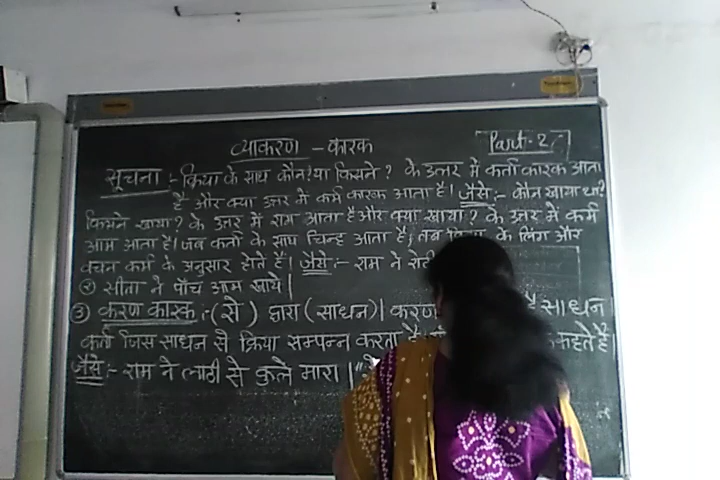 व्याकरण - कारक Part-2
सूचना :- क्रिया के साथ कौन? या किसने? के उत्तर में कर्ता कारक आता
है और क्या उत्तर में कर्म कारक आता है। जैसे :- कौन खाया था?
किसने खाया? के उत्तर में राम आता है और क्या खाया? के उत्तर में कर्म
आम आता है। जब कर्ता के साथ चिन्ह आता है, तब के लिंग और
वचन कर्म के अनुसार होते हैं। जैसे :- राम ने रोटी
सीता ने पाँच आम खाये।
③ करण कारक :- (से) द्वारा (साधन)। करण है साधन।
कर्ता जिस साधन से क्रिया सम्पन्न करता है, कहते हैं।
जैसे :- राम ने लाठी से कुत्ते मारा। "से